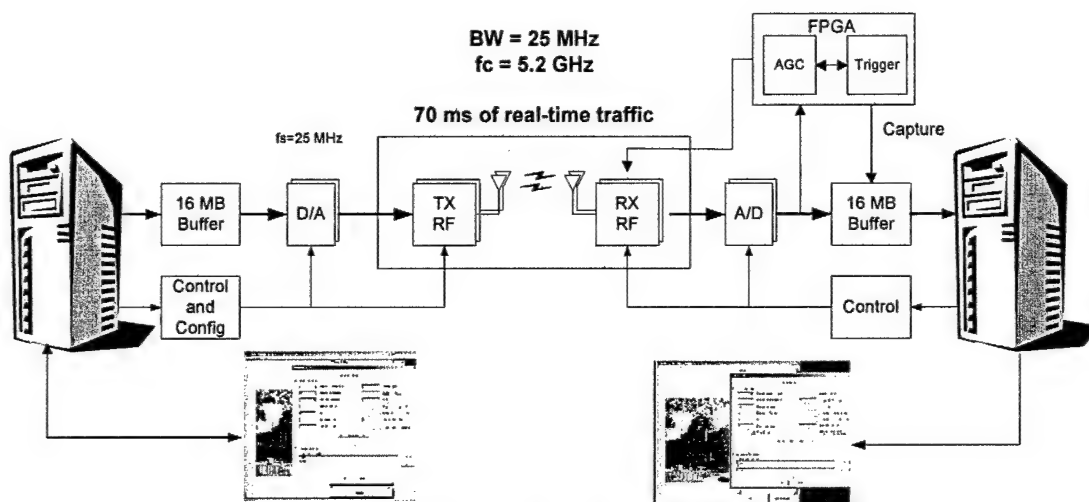 BW = 25 MHz
fc = 5.2 GHz
FPGA
AGC
Trigger
70 ms of real-time traffic
fs=25 MHz
Capture
16 MB
Buffer
D/A
TX
RF
RX
RF
A/D
16 MB
Buffer
Control
and
Config
Control